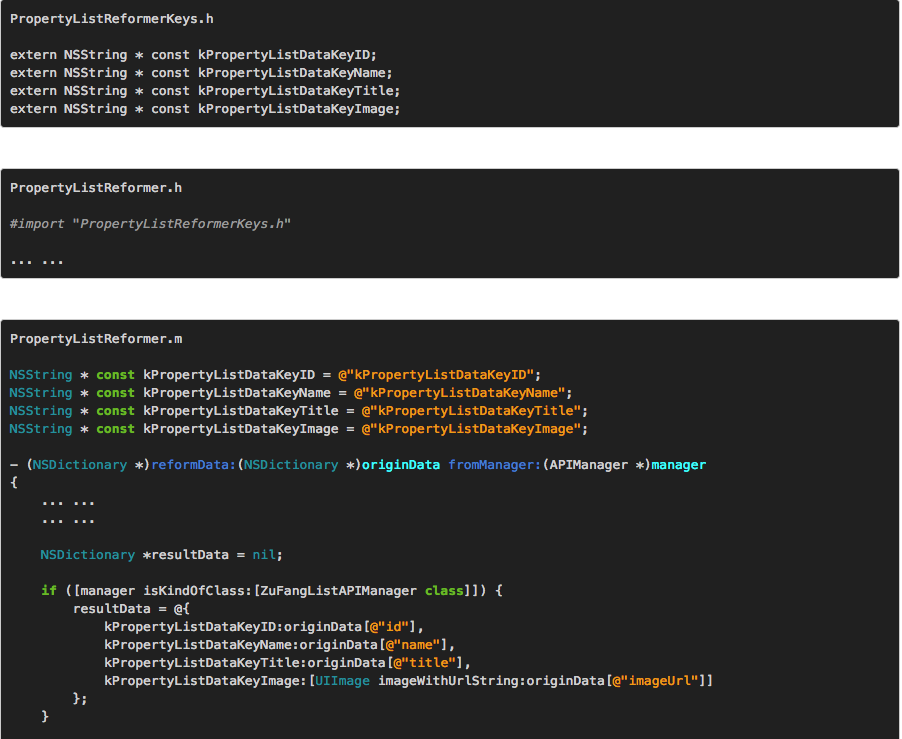 PropertyListReformerKeys.h
extern NSString * const kPropertyListDataKeyID;
extern NSString * const kPropertyListDataKeyName;
extern NSString * const kPropertyListDataKeyTitle;
extern NSString * const kPropertyListDataKeyImage;
PropertyListReformer.h
#import "PropertyListReformerKeys.h"
... ...
PropertyListReformer.m
NSString * const kPropertyListDataKeyID = @"kPropertyListDataKeyID";
NSString * const kPropertyListDataKeyName = @"kPropertyListDataKeyName";
NSString * const kPropertyListDataKeyTitle = @"kPropertyListDataKeyTitle";
NSString * const kPropertyListDataKeyImage = @"kPropertyListDataKeyImage";
- (NSDictionary *)reformData:(NSDictionary *)originData fromManager:(APIManager *)manager
{
    ... ...
    ... ...
    NSDictionary *resultData = nil;
    if ([manager isKindOfClass:[ZuFangListAPIManager class]]) {
        resultData = @{
            kPropertyListDataKeyID:originData[@"id"],
            kPropertyListDataKeyName:originData[@"name"],
            kPropertyListDataKeyTitle:originData[@"title"],
            kPropertyListDataKeyImage:[UIImage imageWithUrlString:originData[@"imageUrl"]]
        };
    }